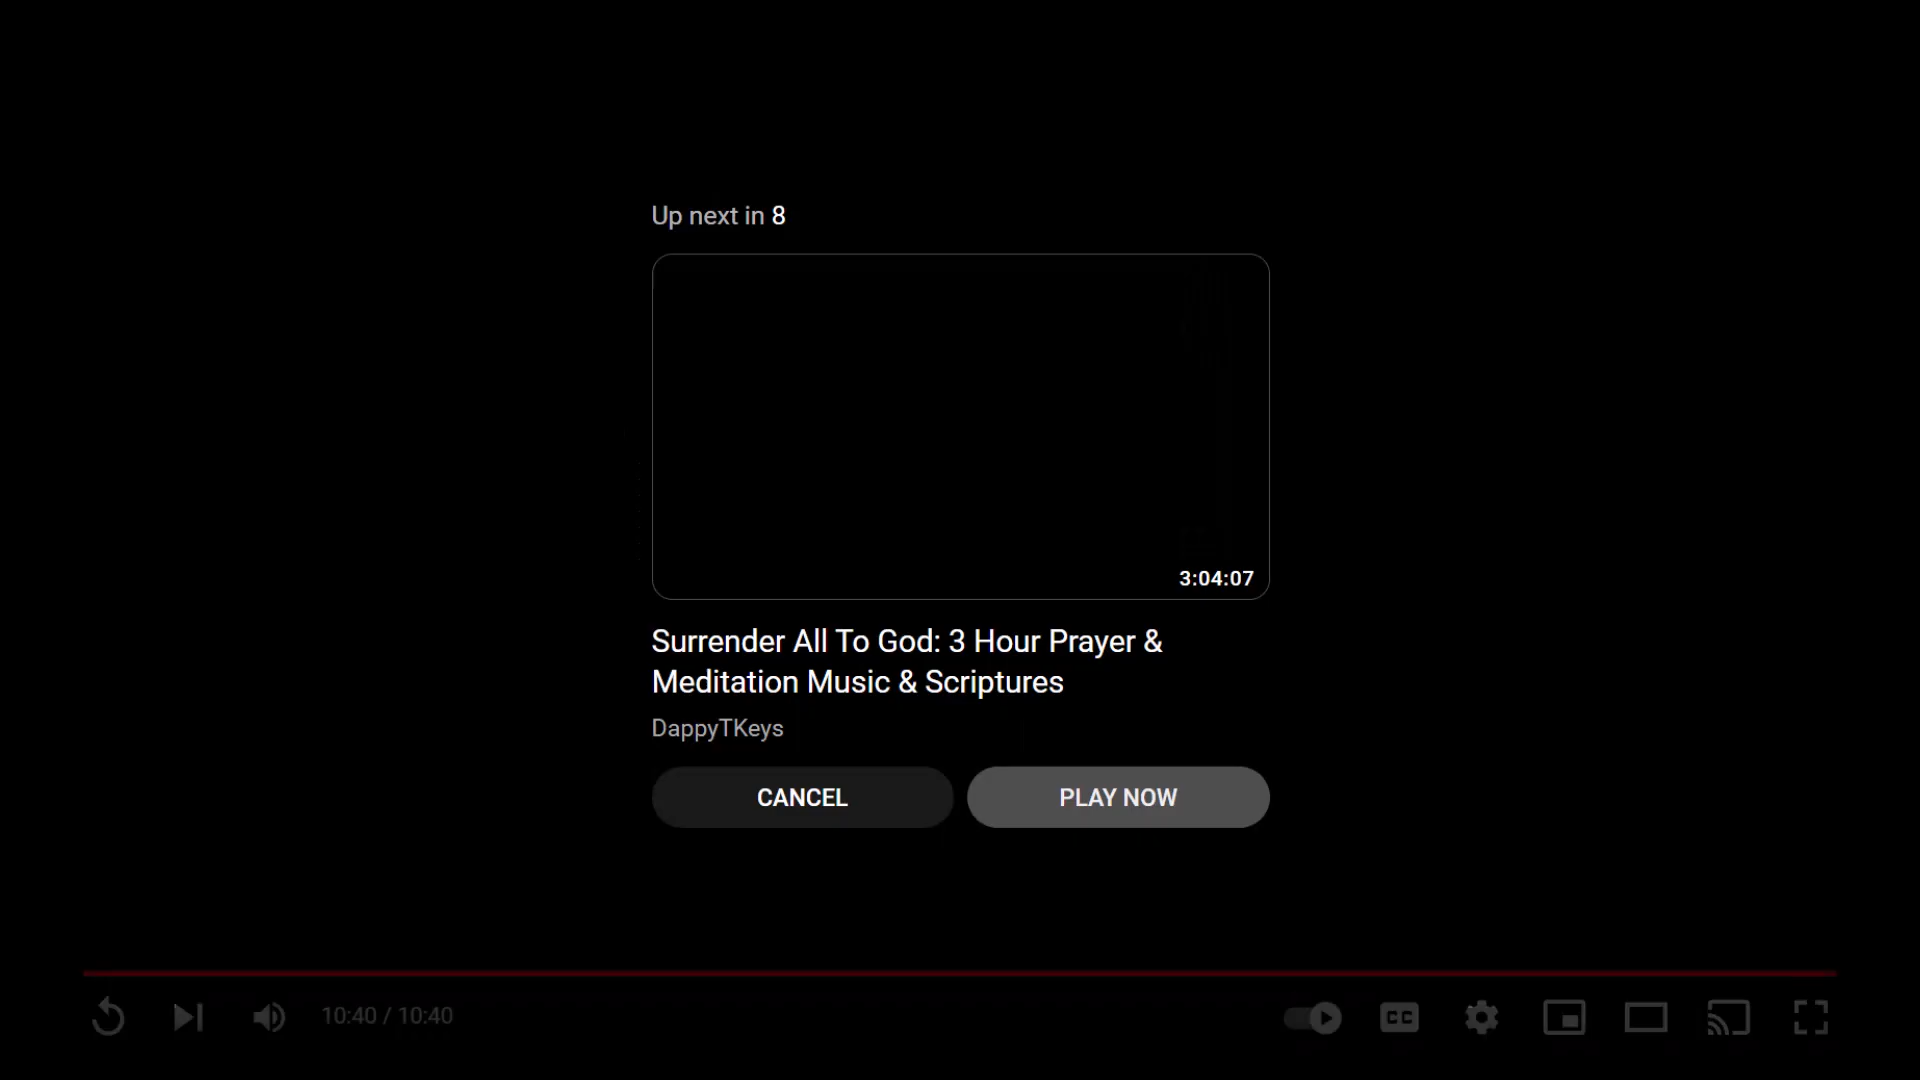 Up next in 8
3:04:07
Surrender All To God: 3 Hour Prayer &
Meditation Music & Scriptures
DappyTKeys
CANCEL PLAY NOW
10:40 / 10:40 CC